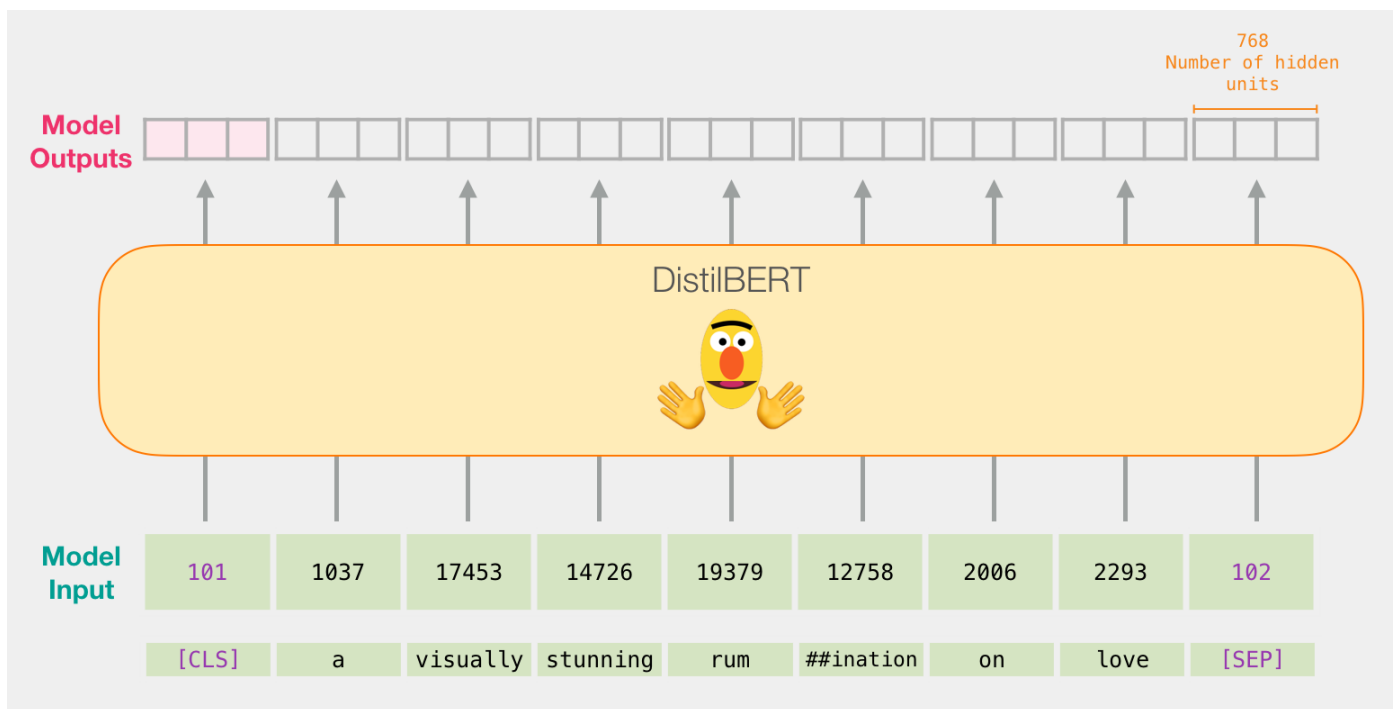 768
Number of hidden
units
Model
Outputs
DistilBERT
Model
Input
101 1037 17453 14726 19379 12758 2006 2293 102
[CLS] a visually stunning rum ##ination on love [SEP]